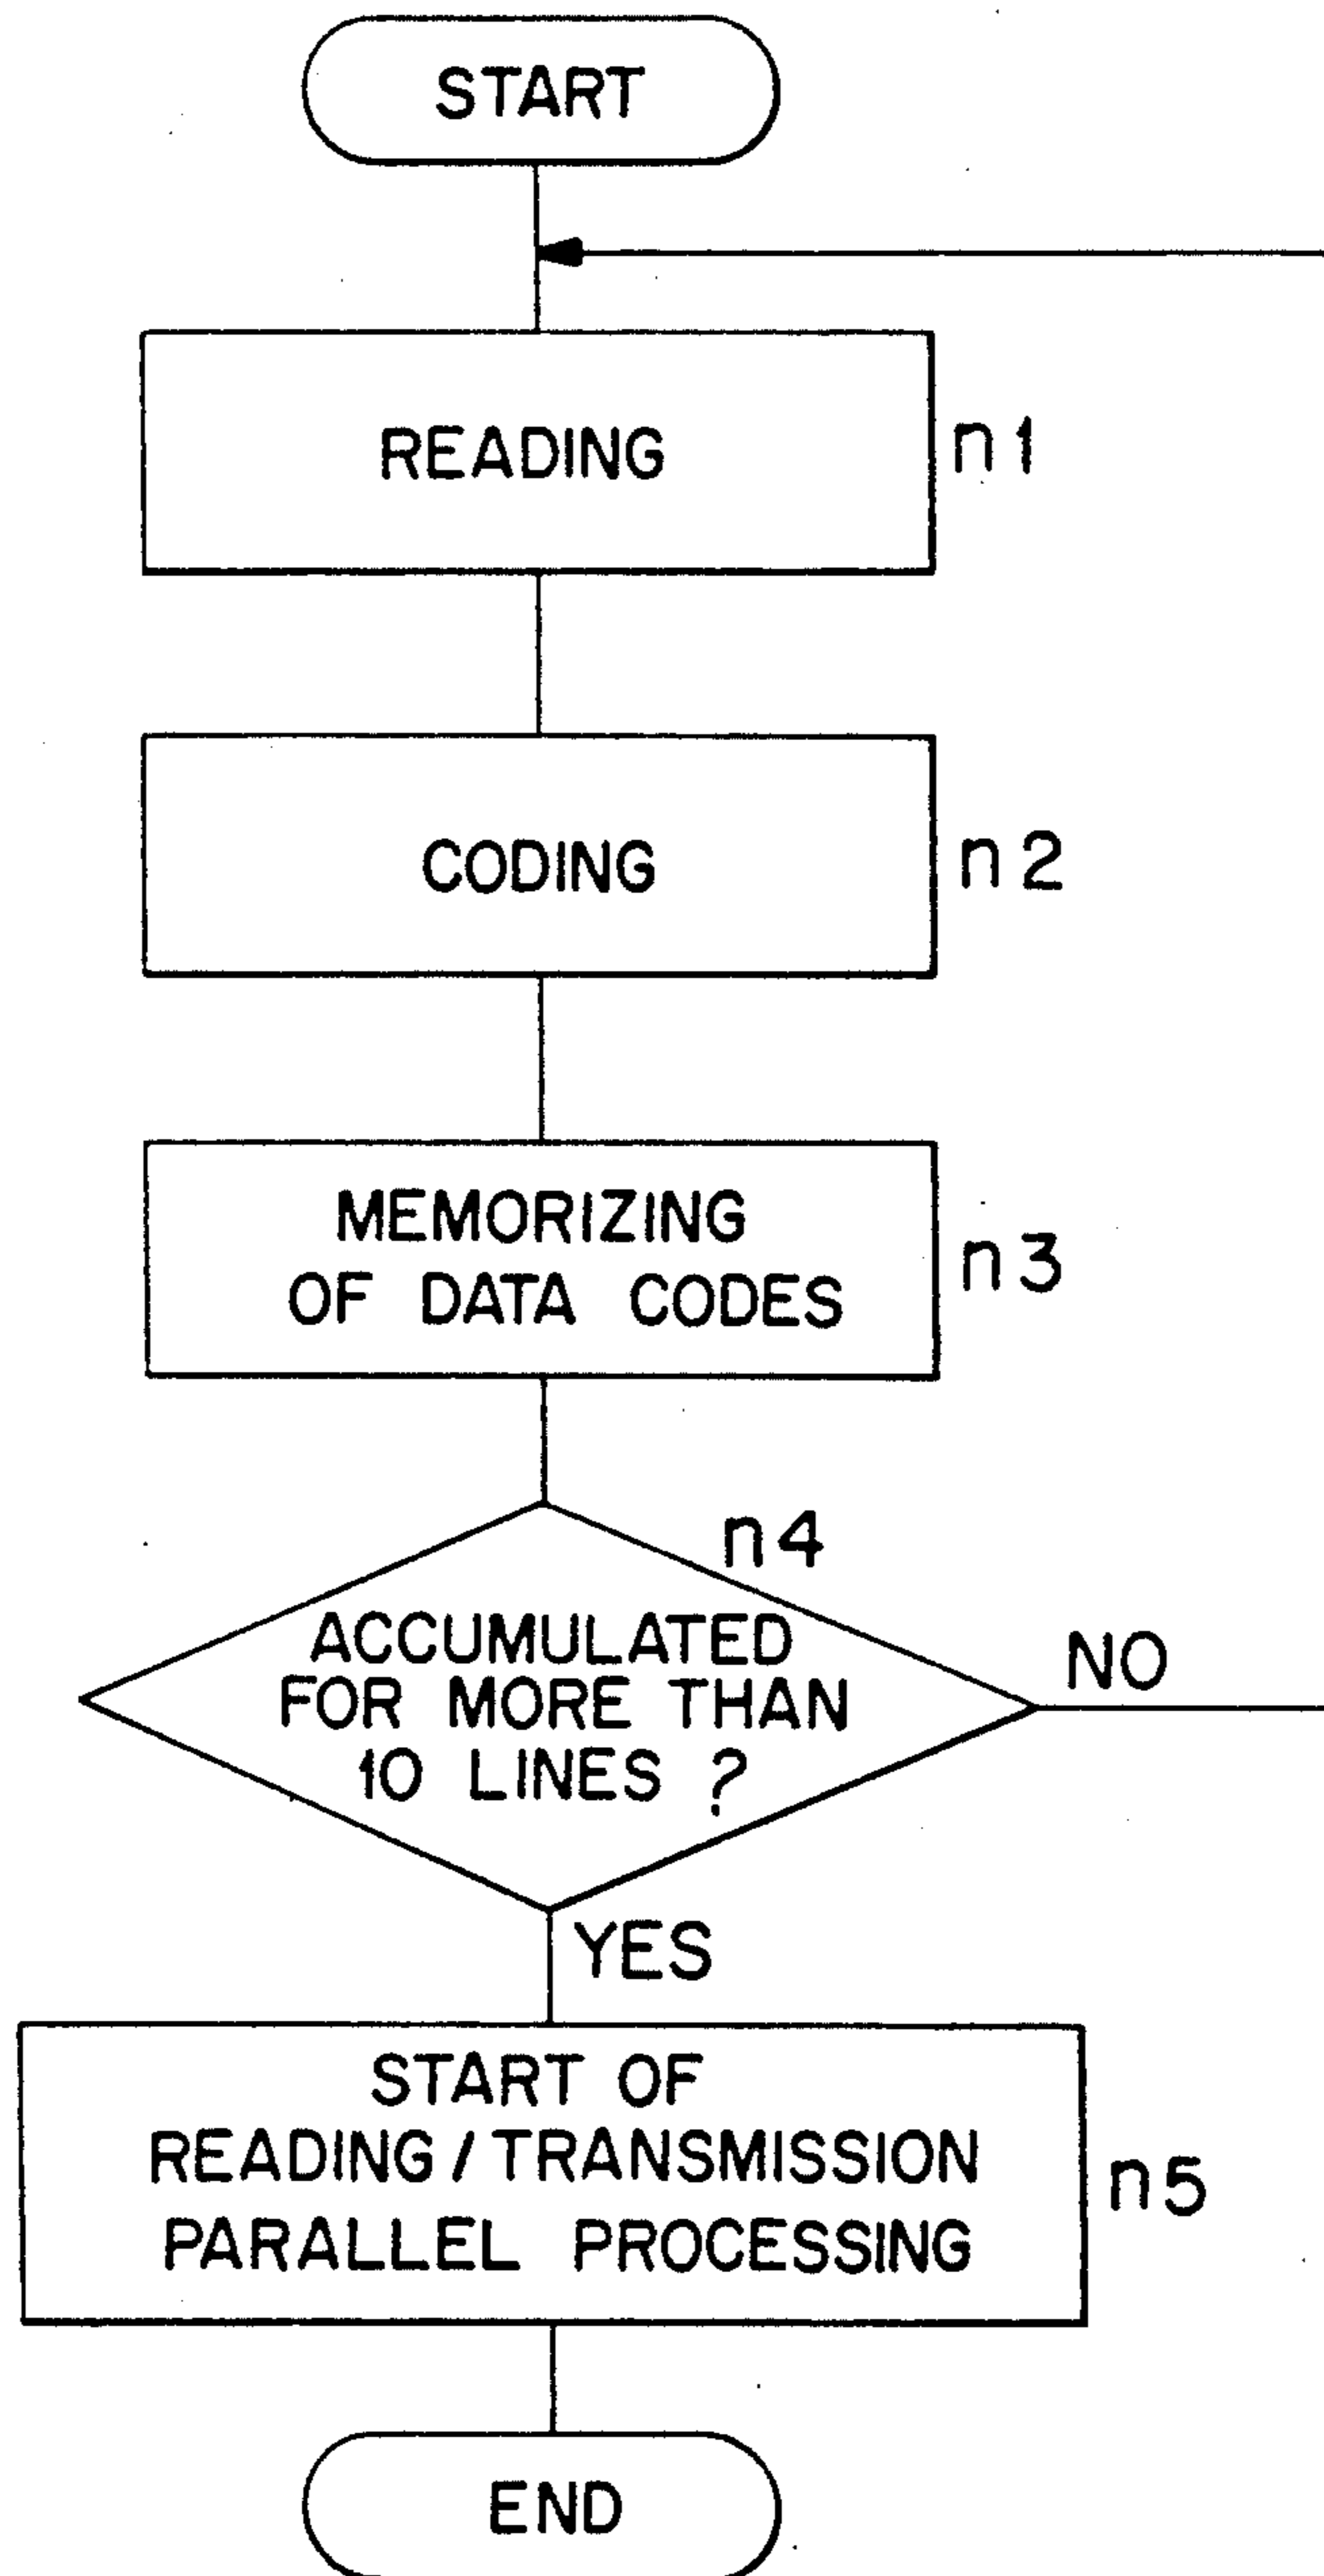 START
READING
n1
CODING
n2
MEMORIZING
OF DATA CODES
n3
n4
ACCUMULATED
FOR MORE THAN
10 LINES ?
NO
YES
START OF
READING / TRANSMISSION
PARALLEL PROCESSING
n5
END